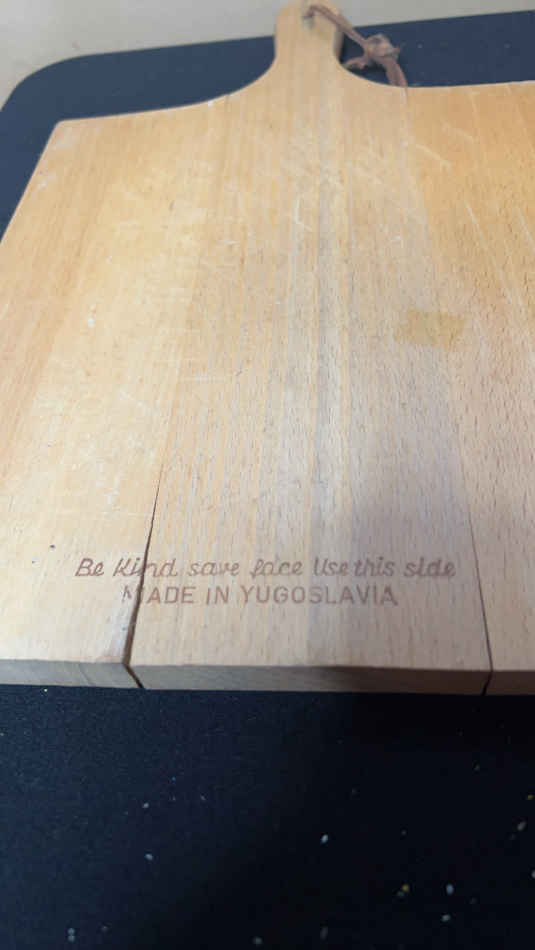 Be Kind save face Use this side
MADE IN YUGOSLAVIA